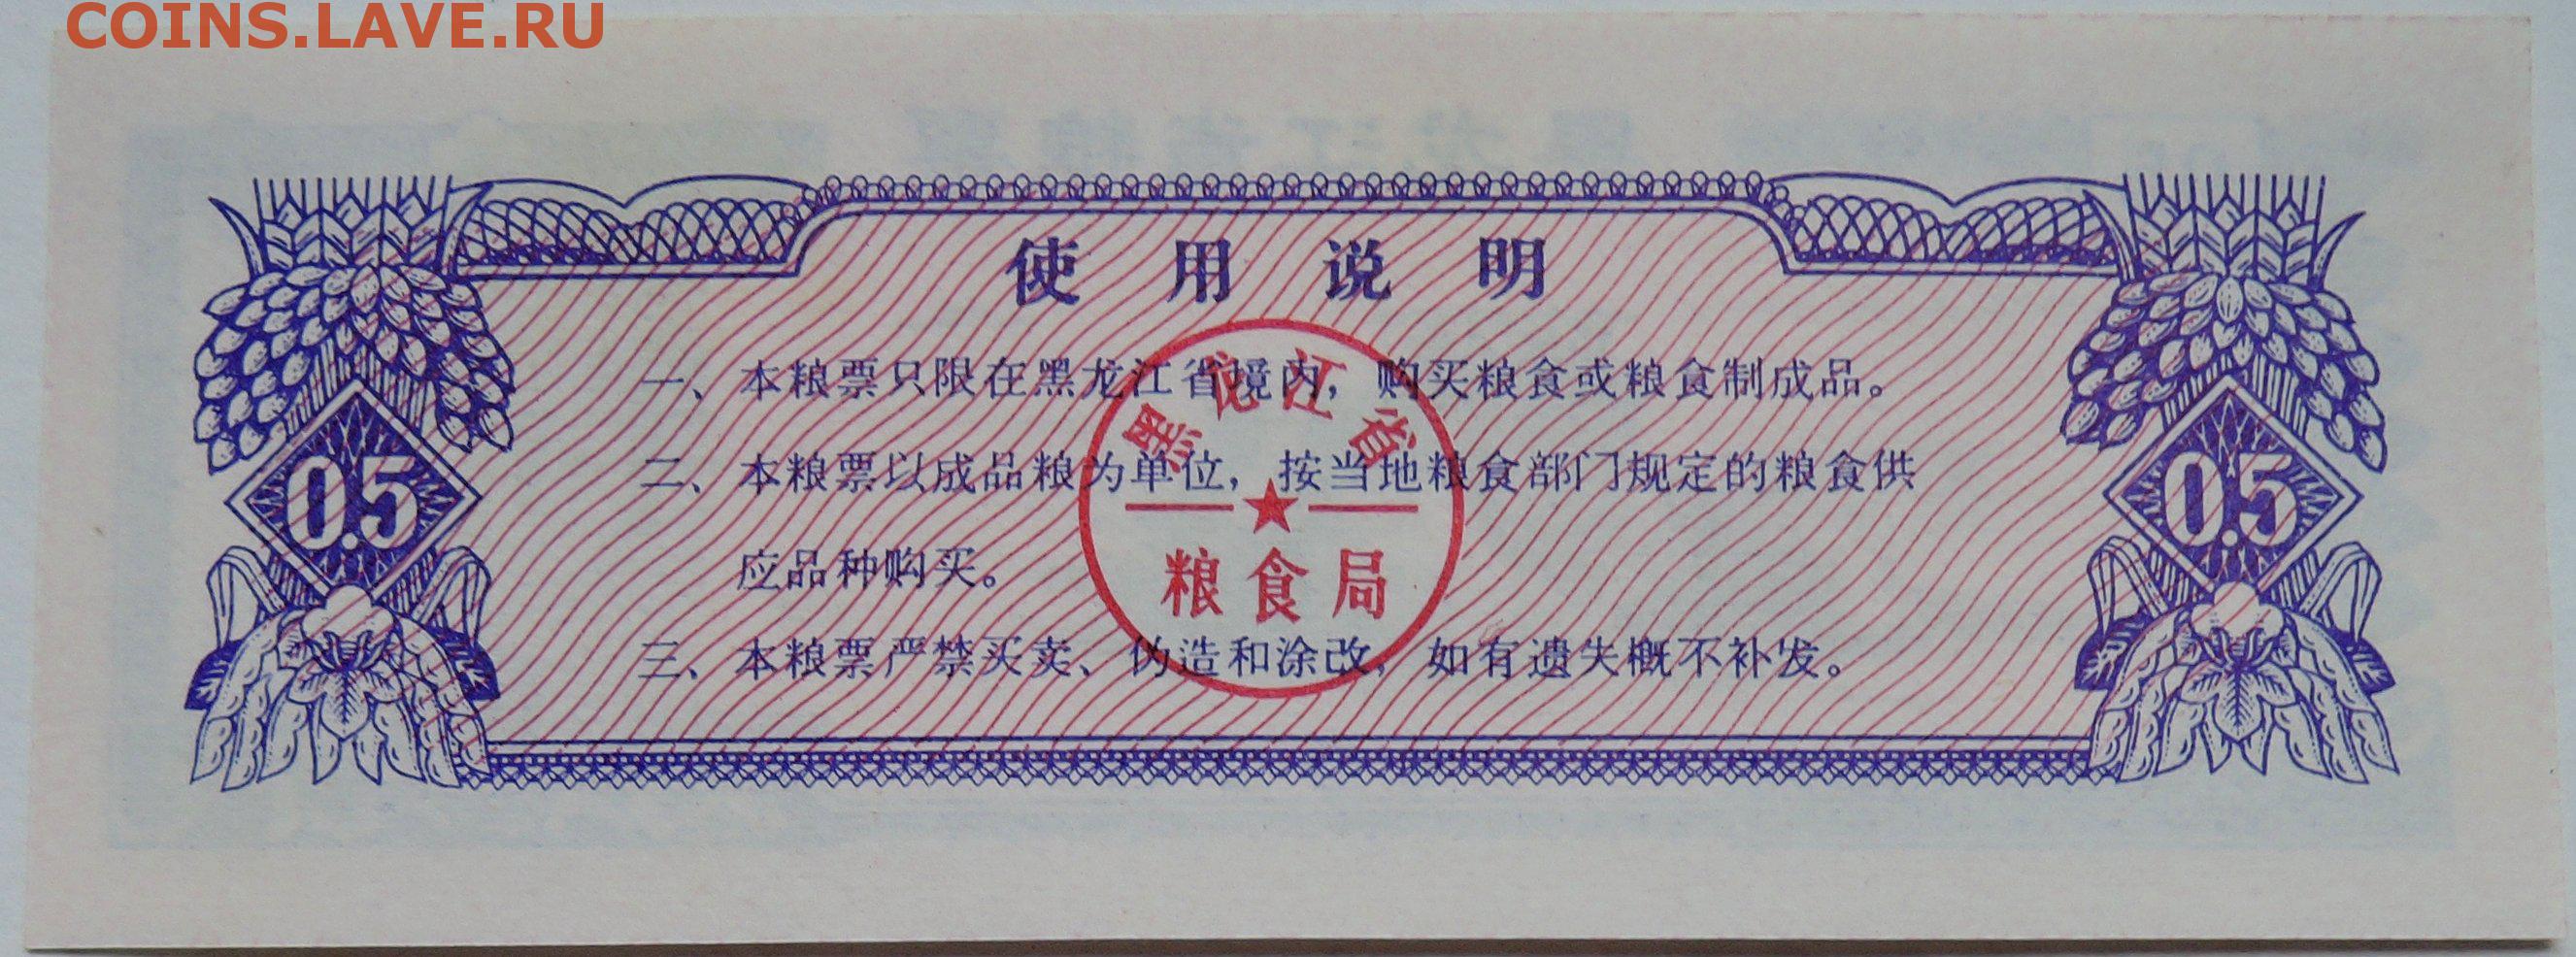 COINS.LAVE.RU
使用说明
一、本粮票只限在黑龙江省境内，购买粮食或粮食制成品。
二、本粮票以成品粮为单位，按当地粮食部门规定的粮食供
应品种购买。
三、本粮票严禁买卖、伪造和涂改，如有遗失概不补发。
黑龙江省
粮食局
0.5
0.5